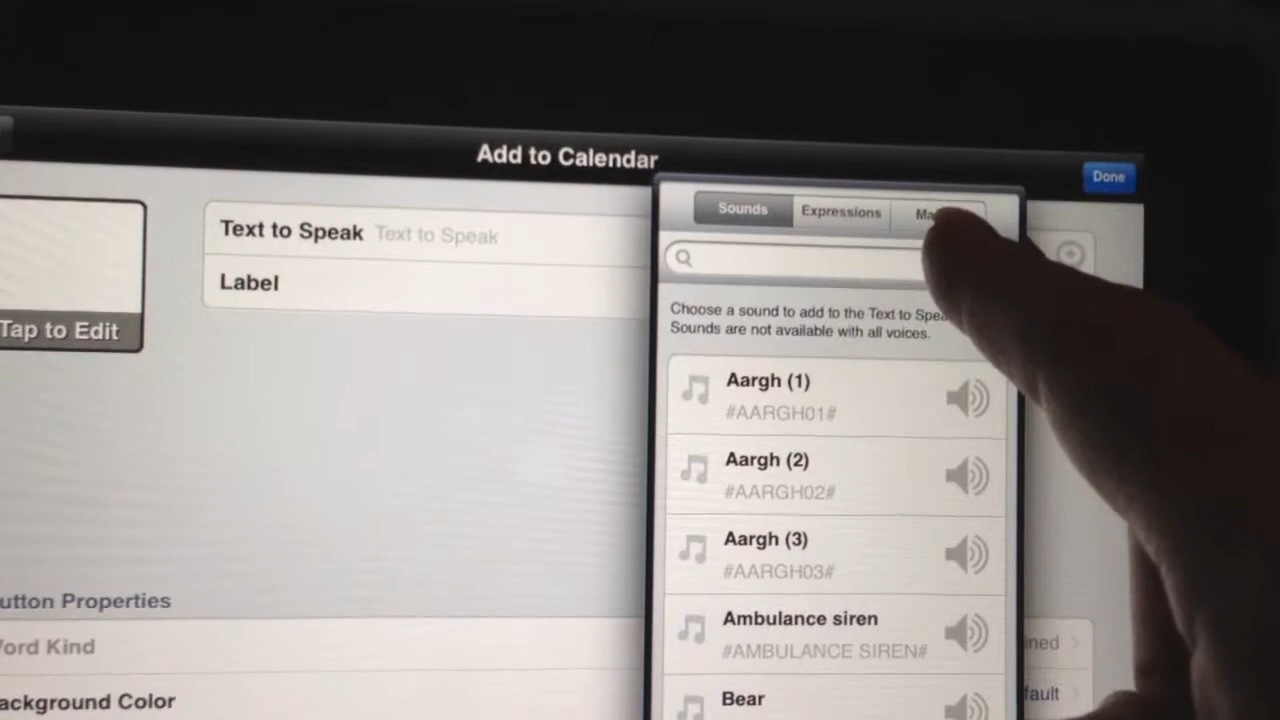 Add to Calendar
Done
Text to Speak Text to Speak
Label
Tap to Edit
Sounds
Expressions
Choose a sound to add to the Text to
Sounds are not available with all voices.
Aargh (1)
#AARGH01#
Aargh (2)
#AARGH02#
Aargh (3)
#AARGH03#
Ambulance siren
#AMBULANCE SIREN#
Bear
utton Properties
ord Kind
ined
ackground Color
fault